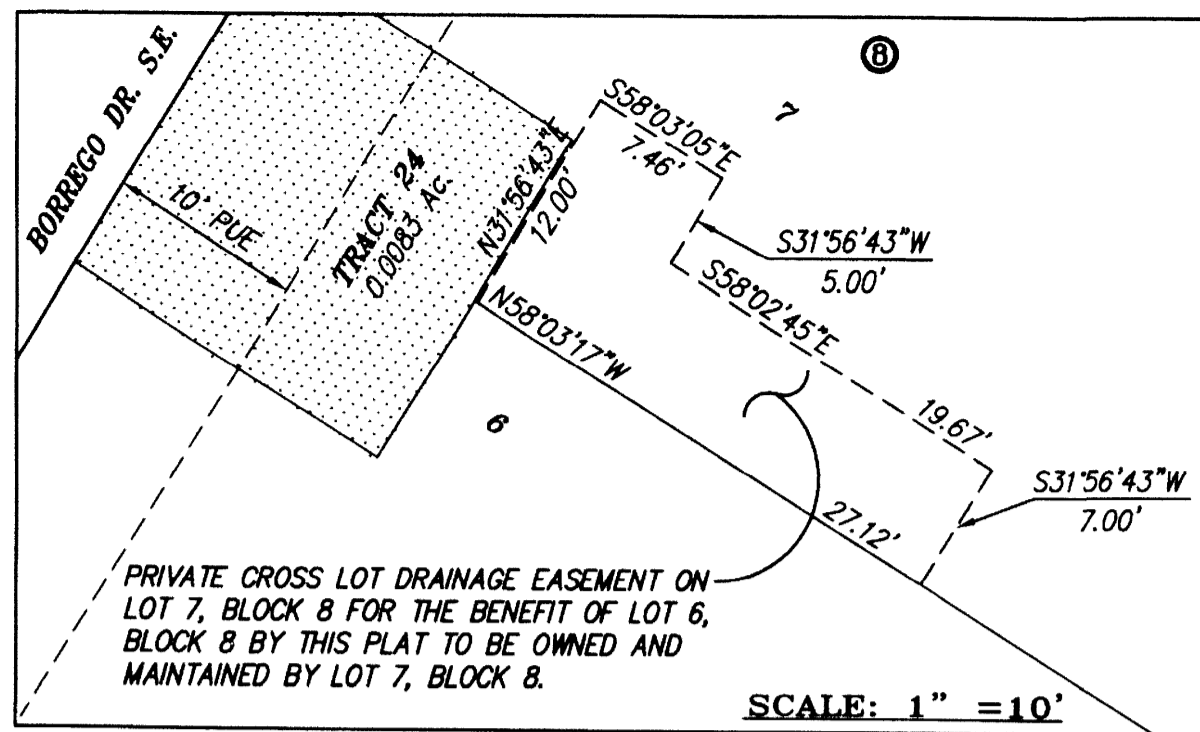 BORREGO DR. S.E.
10' PUE
TRACT 24
0.0083 Ac.
N31°56'43"E
12.00'
8
7
S58°03'05"E
7.46'
S31°56'43"W
5.00'
S58°02'45"E
19.67'
S31°56'43"W
7.00'
N58°03'17"W
27.12'
6
PRIVATE CROSS LOT DRAINAGE EASEMENT ON
LOT 7, BLOCK 8 FOR THE BENEFIT OF LOT 6,
BLOCK 8 BY THIS PLAT TO BE OWNED AND
MAINTAINED BY LOT 7, BLOCK 8.
SCALE: 1" =10'